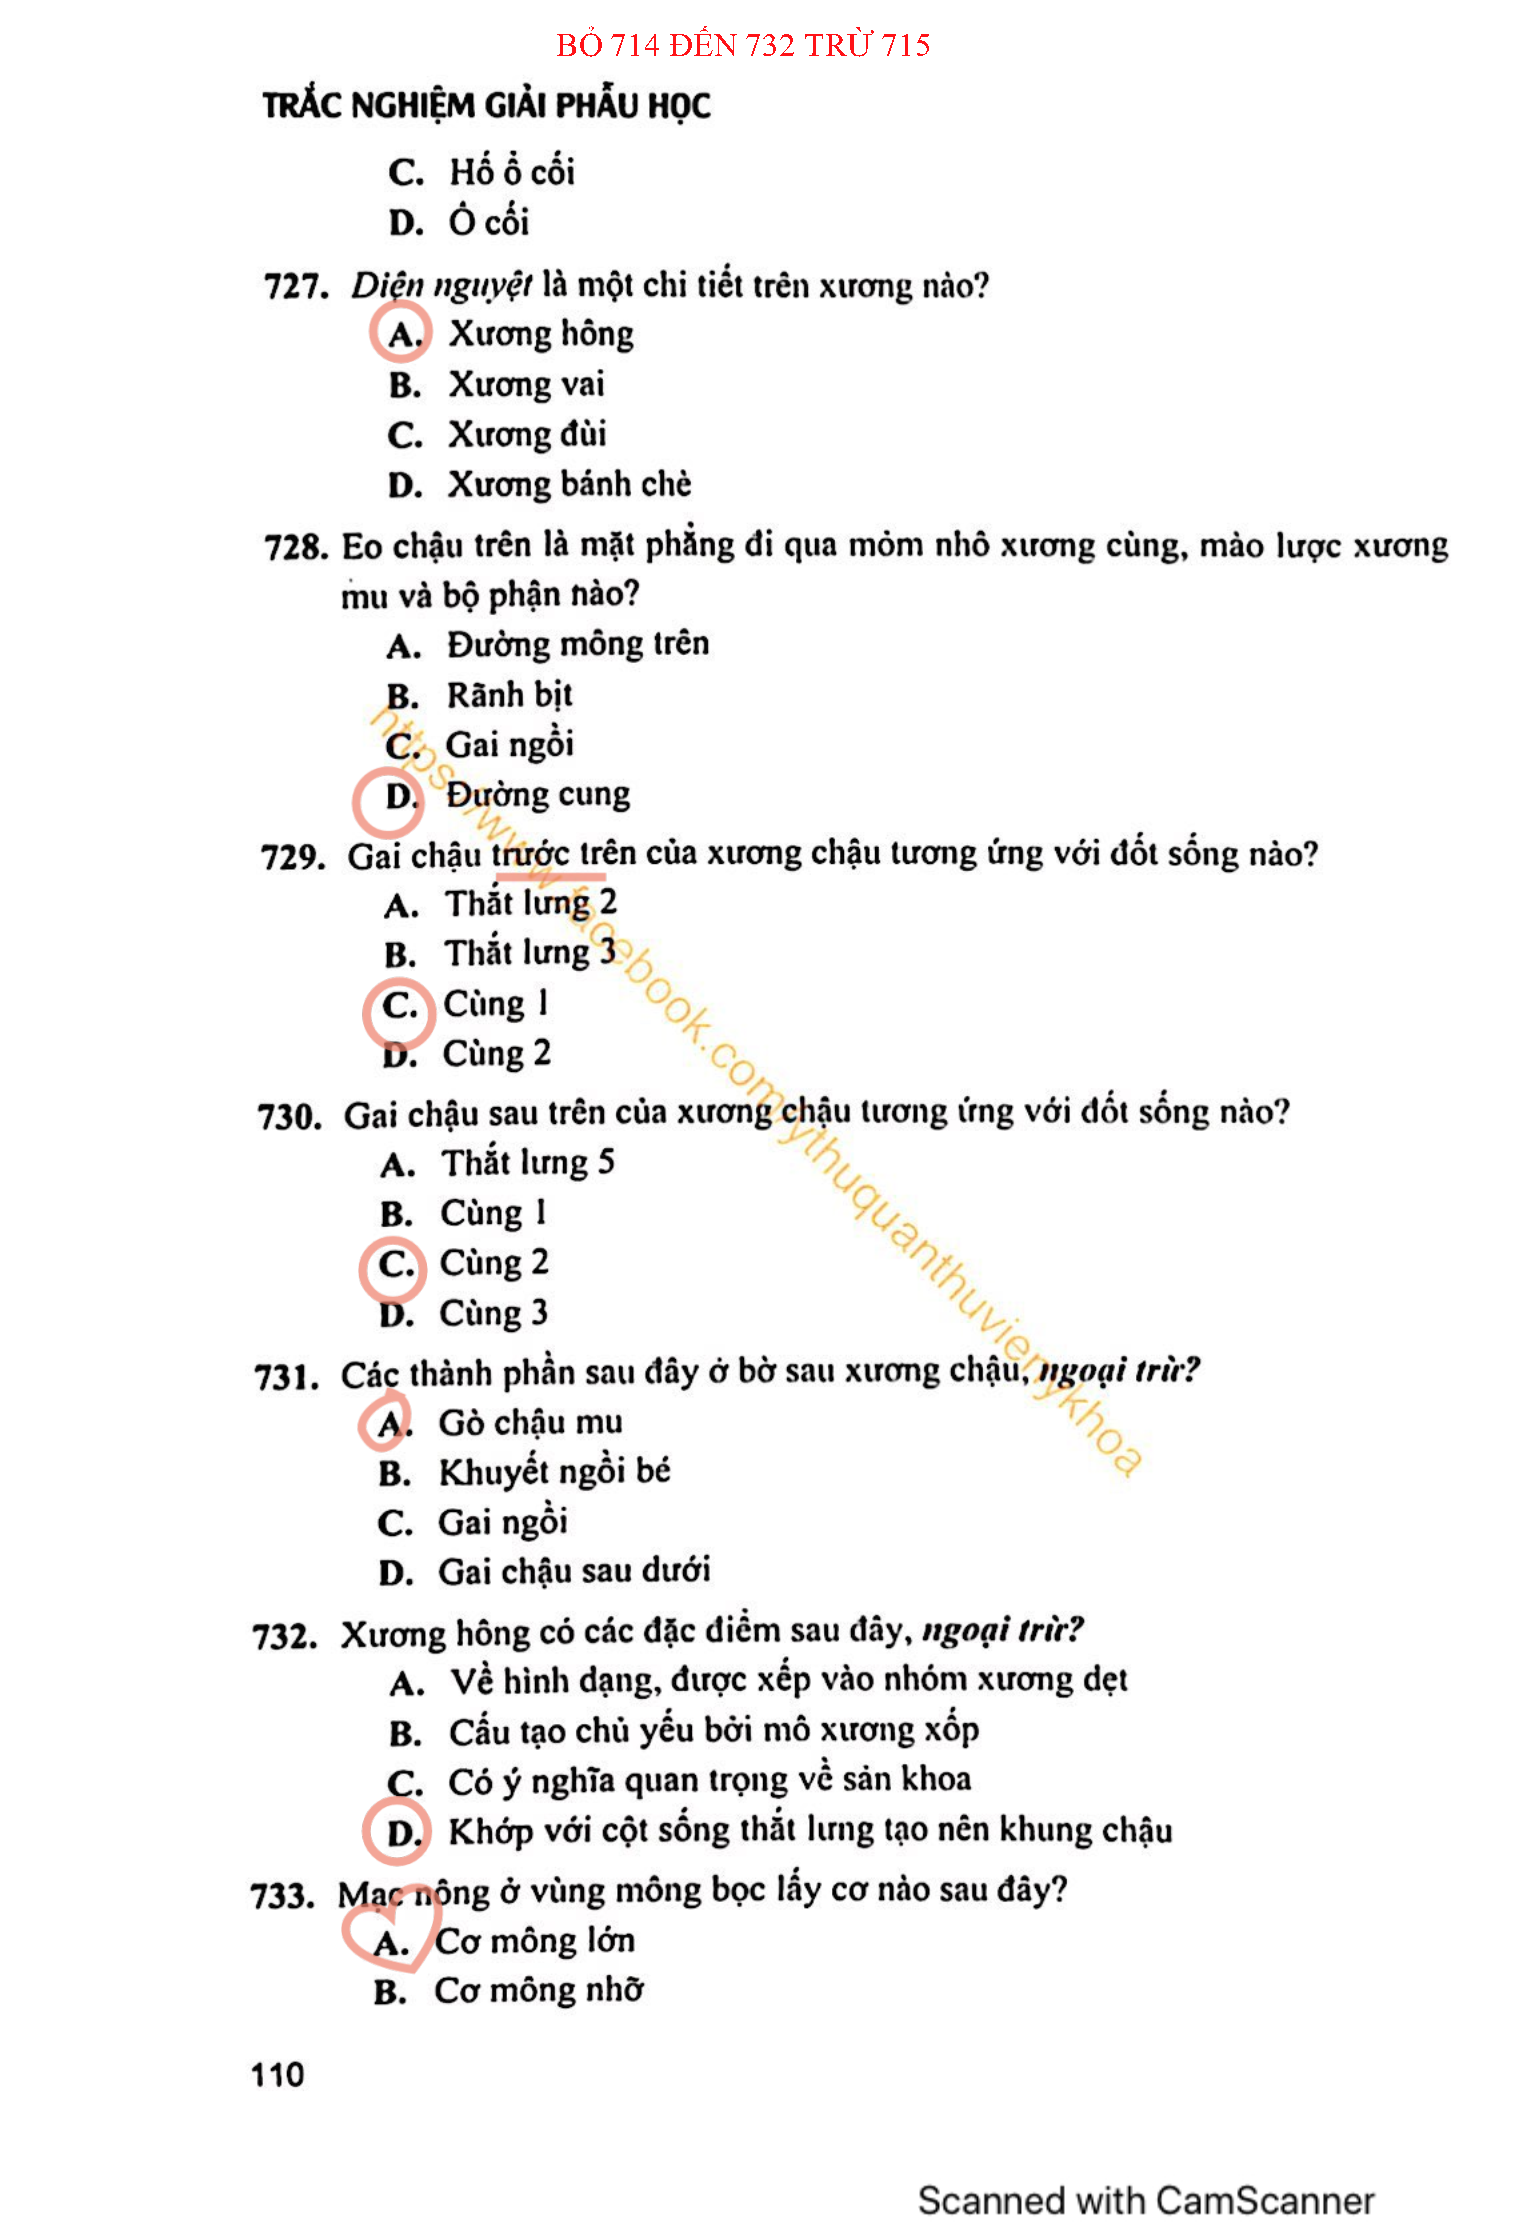 BỎ 714 ĐẾN 732 TRỪ 715
TRẮC NGHIỆM GIẢI PHẪU HỌC
C. Hố ổ cối
D. Ổ cối
727. Diện nguyệt là một chi tiết trên xương nào?
A. Xương hông
B. Xương vai
C. Xương đùi
D. Xương bánh chè
728. Eo chậu trên là mặt phẳng đi qua mỏm nhô xương cùng, mào lược xương
mu và bộ phận nào?
A. Đường mông trên
B. Rãnh bịt
C. Gai ngồi
D. Đường cung
729. Gai chậu trước trên của xương chậu tương ứng với đốt sống nào?
A. Thắt lưng 2
B. Thắt lưng 3
C. Cùng 1
D. Cùng 2
730. Gai chậu sau trên của xương chậu tương ứng với đốt sống nào?
A. Thắt lưng 5
B. Cùng 1
C. Cùng 2
D. Cùng 3
731. Các thành phần sau đây ở bờ sau xương chậu, ngoại trừ?
A. Gò chậu mu
B. Khuyết ngồi bé
C. Gai ngồi
D. Gai chậu sau dưới
732. Xương hông có các đặc điểm sau đây, ngoại trừ?
A. Về hình dạng, được xếp vào nhóm xương dẹt
B. Cấu tạo chủ yếu bởi mô xương xốp
C. Có ý nghĩa quan trọng về sản khoa
D. Khớp với cột sống thắt lưng tạo nên khung chậu
733. Mạc nông ở vùng mông bọc lấy cơ nào sau đây?
A. Cơ mông lớn
B. Cơ mông nhỡ
110
https://www.facebook.com/ythuquanthuvienykhoa
Scanned with CamScanner